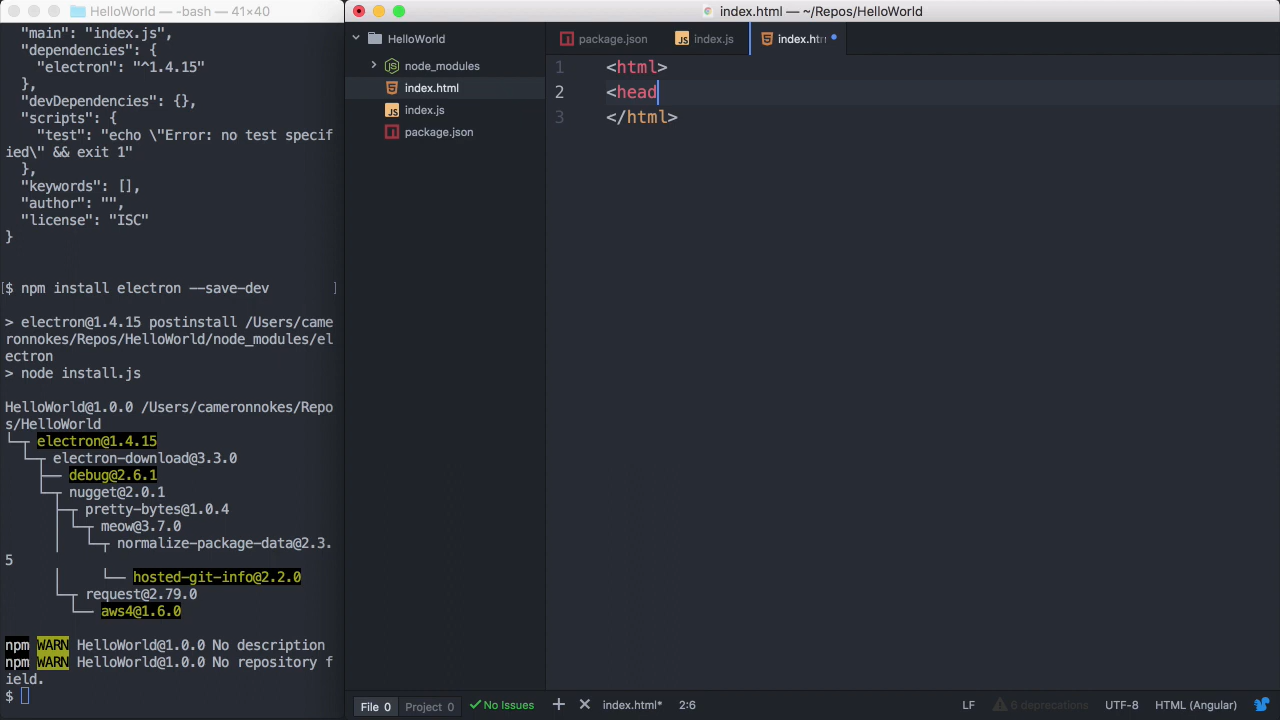 HelloWorld — -bash — 41×40
"main": "index.js",
"dependencies": {
"electron": "^1.4.15"
},
"devDependencies": {},
"scripts": {
"test": "echo \"Error: no test specif
ied\" && exit 1"
},
"keywords": [],
"author": "",
"license": "ISC"
}
[$ npm install electron --save-dev ]
> electron@1.4.15 postinstall /Users/came
ronnokes/Repos/HelloWorld/node_modules/el
ectron
> node install.js
HelloWorld@1.0.0 /Users/cameronnokes/Repo
s/HelloWorld
electron@1.4.15
electron-download@3.3.0
debug@2.6.1
nugget@2.0.1
pretty-bytes@1.0.4
meow@3.7.0
normalize-package-data@2.3.
5
hosted-git-info@2.2.0
request@2.79.0
aws4@1.6.0
npm WARN HelloWorld@1.0.0 No description
npm WARN HelloWorld@1.0.0 No repository f
ield.
$
index.html — ~/Repos/HelloWorld
HelloWorld
node_modules
index.html
index.js
package.json
package.json index.js index.ht
1 <html>
2 <head
3 </html>
File 0 Project 0 No Issues + × index.html* 2:6 LF 6 deprecations UTF-8 HTML (Angular)